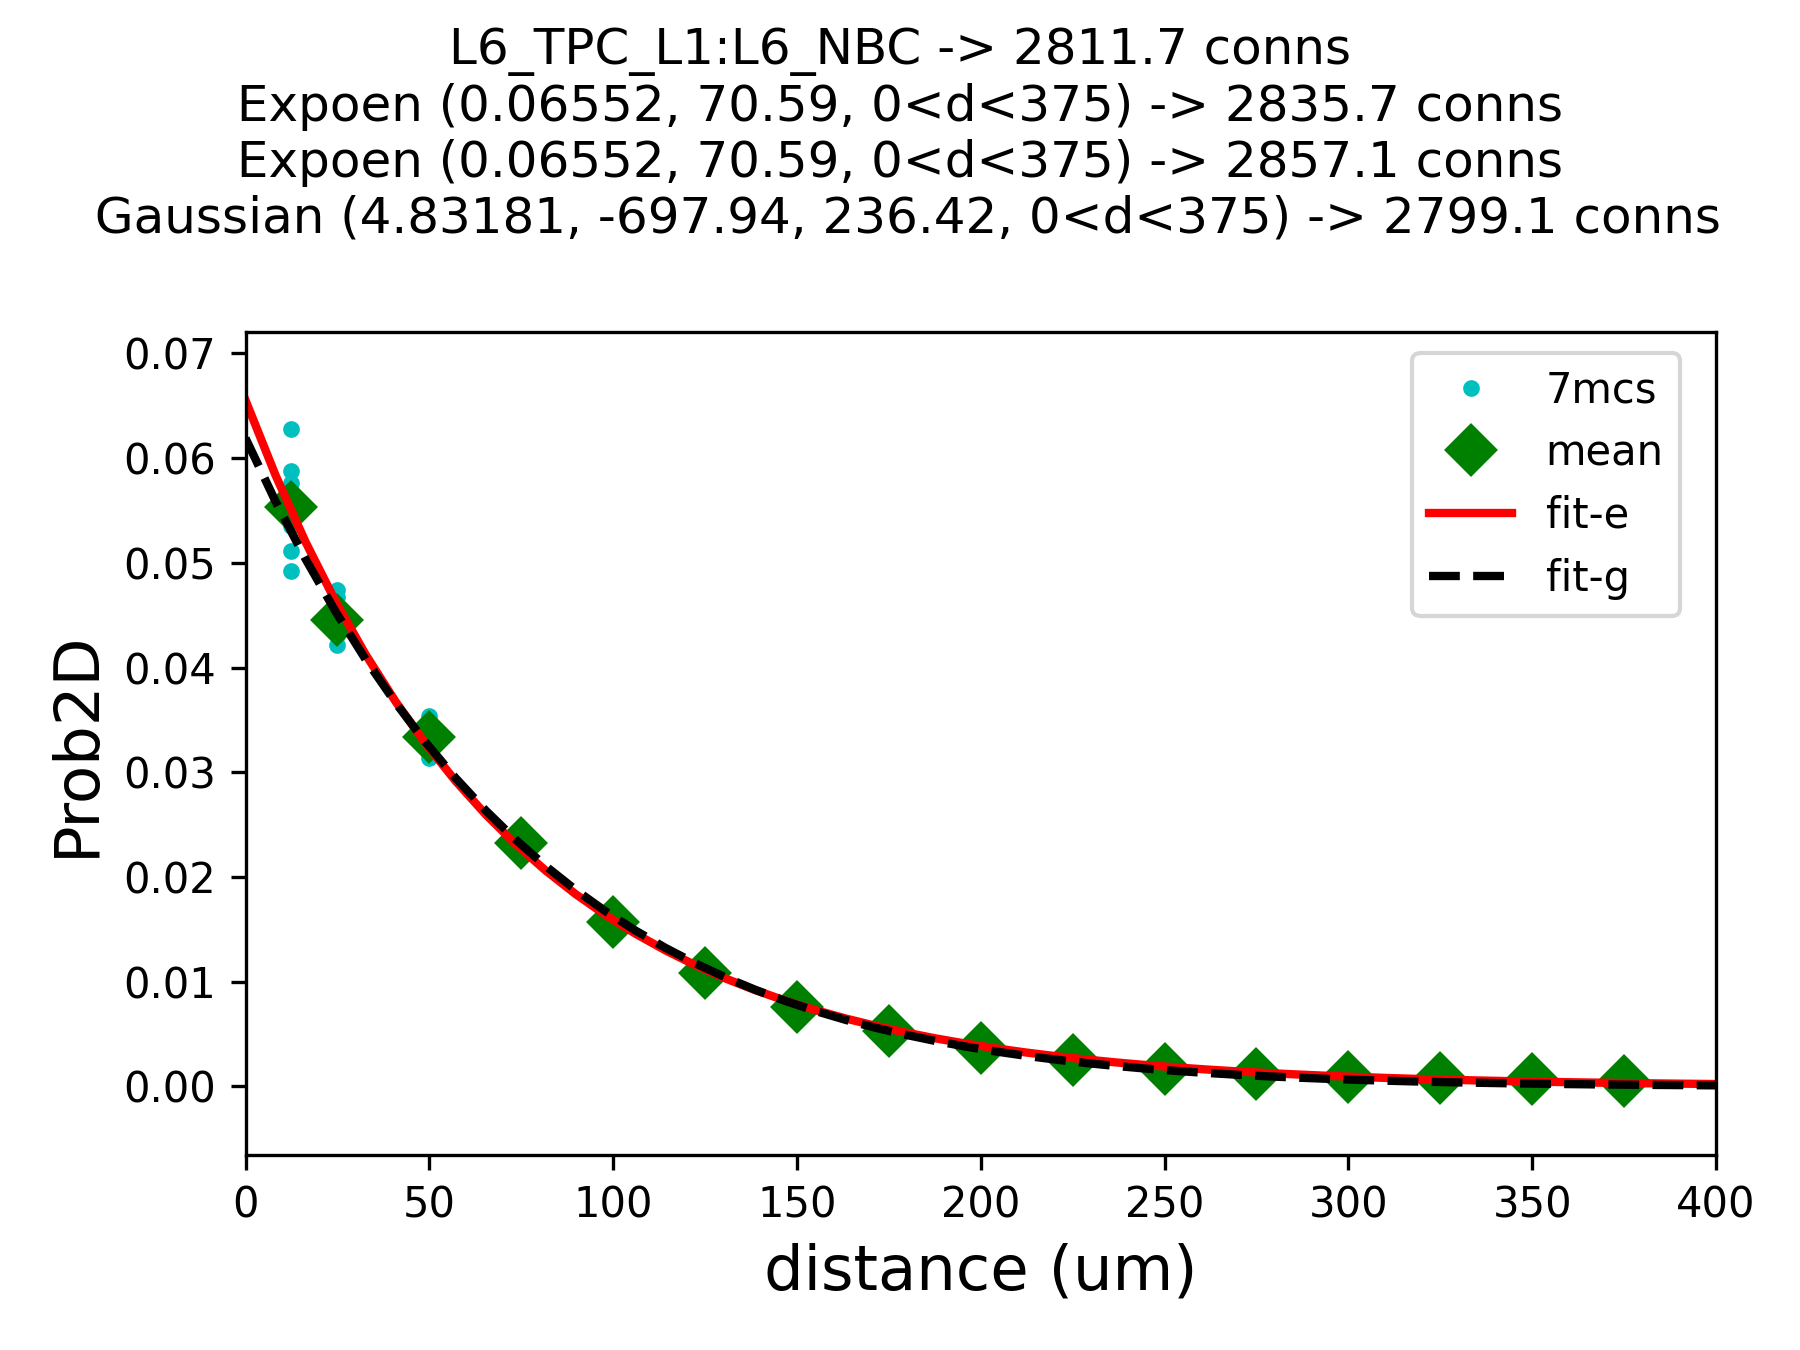 L6_TPC_L1:L6_NBC -> 2811.7 conns
Expoen (0.06552, 70.59, 0<d<375) -> 2835.7 conns
Expoen (0.06552, 70.59, 0<d<375) -> 2857.1 conns
Gaussian (4.83181, -697.94, 236.42, 0<d<375) -> 2799.1 conns
0.07
0.06
0.05
0.04
0.03
0.02
0.01
0.00
Prob2D
7mcs
mean
fit-e
fit-g
0 50 100 150 200 250 300 350 400
distance (um)